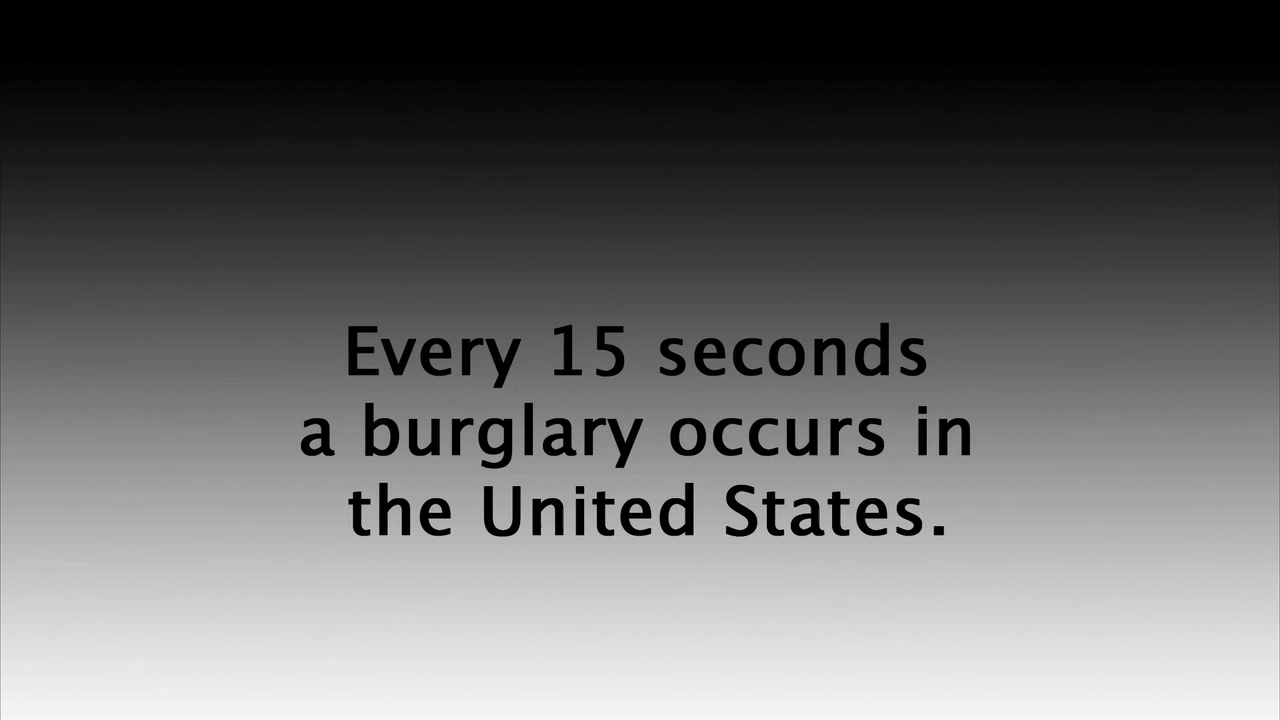 Every 15 seconds
a burglary occurs in
the United States.